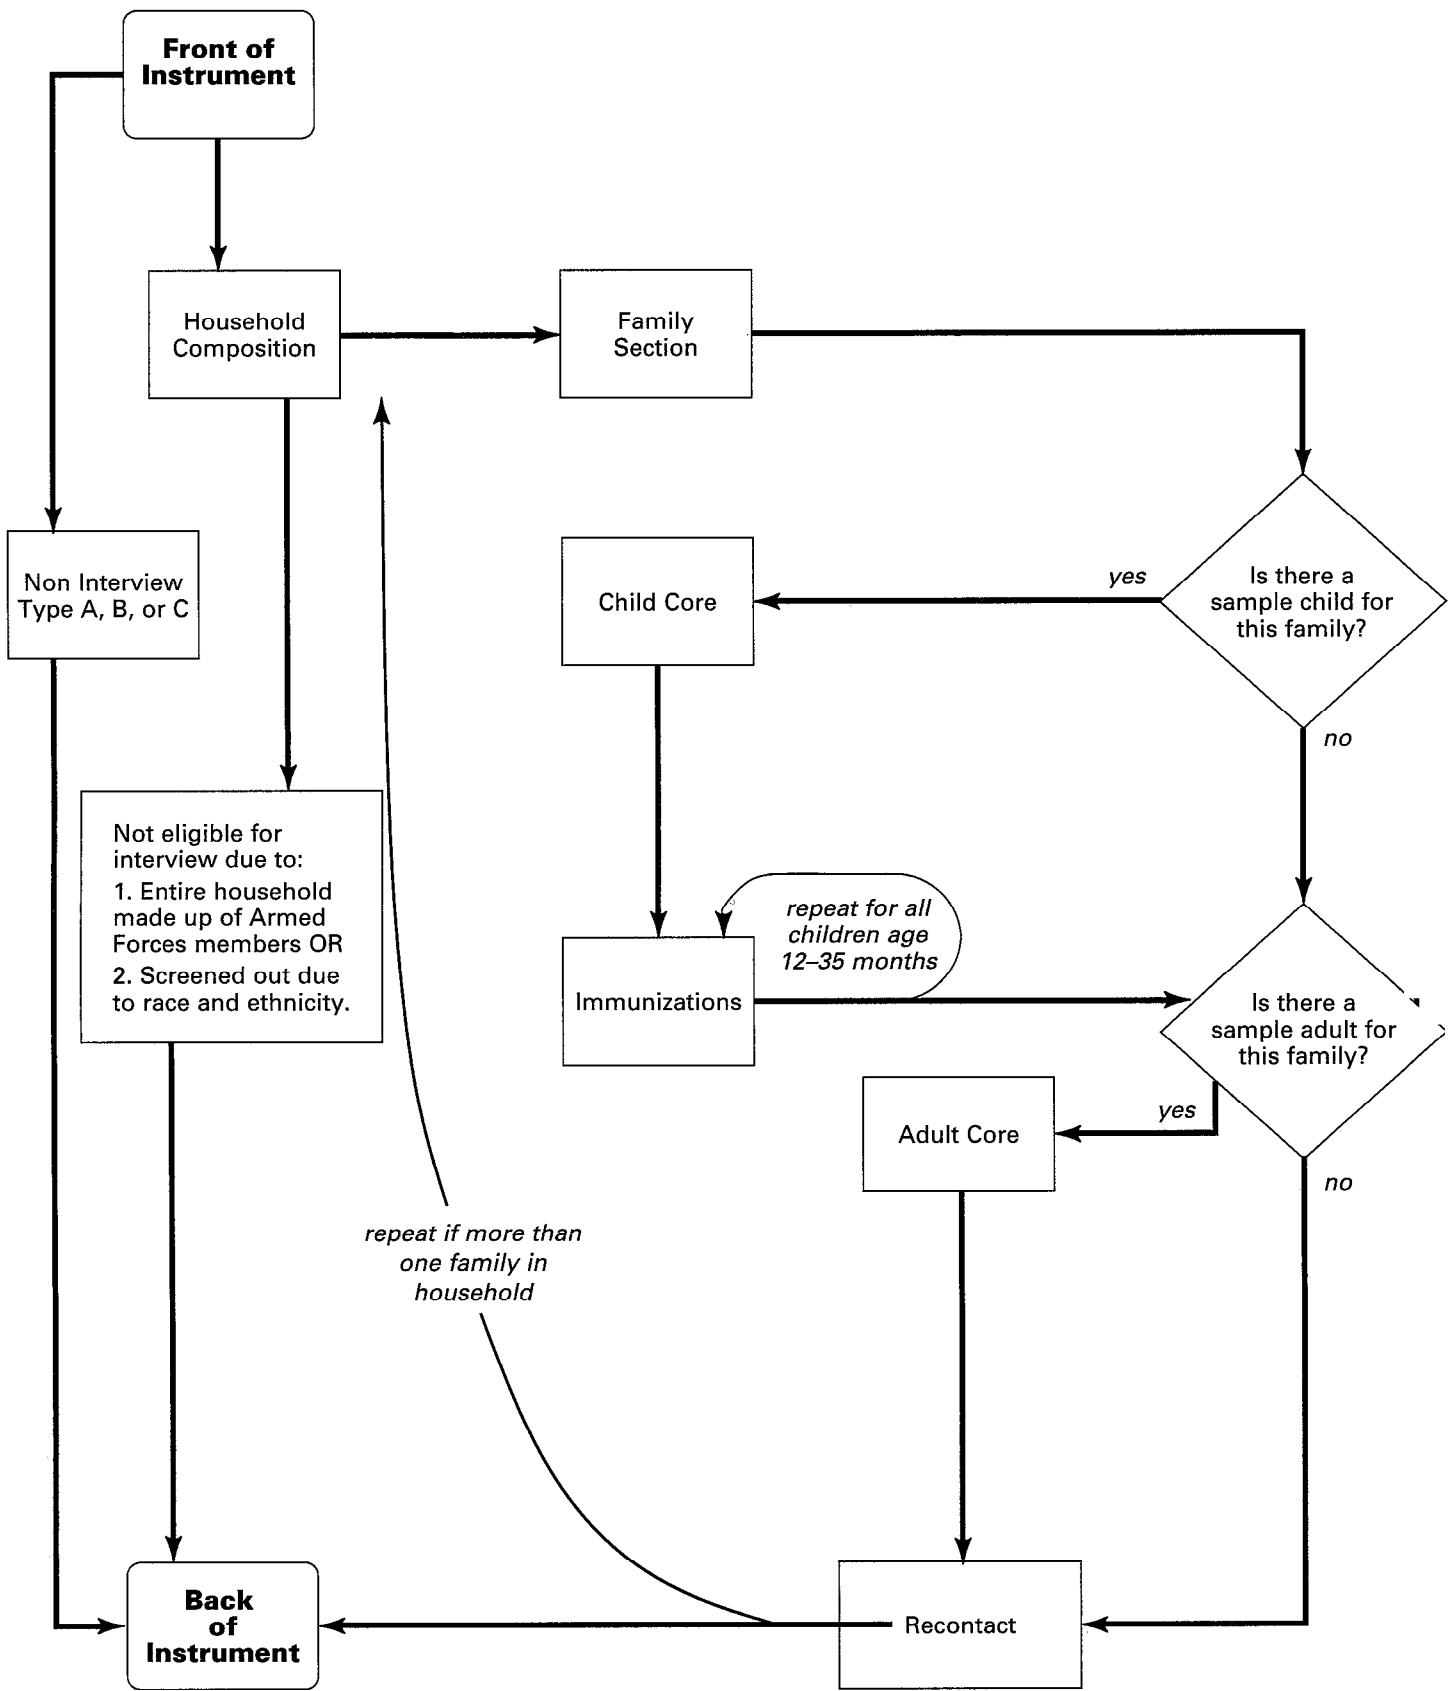 Front of
Instrument
Household
Composition
Family
Section
Non Interview
Type A, B, or C
Child Core
yes
Is there a
sample child for
this family?
no
Not eligible for
interview due to:
1. Entire household
made up of Armed
Forces members OR
2. Screened out due
to race and ethnicity.
repeat for all
children age
12–35 months
Immunizations
Is there a
sample adult for
this family?
yes
Adult Core
no
repeat if more than
one family in
household
Back
of
Instrument
Recontact